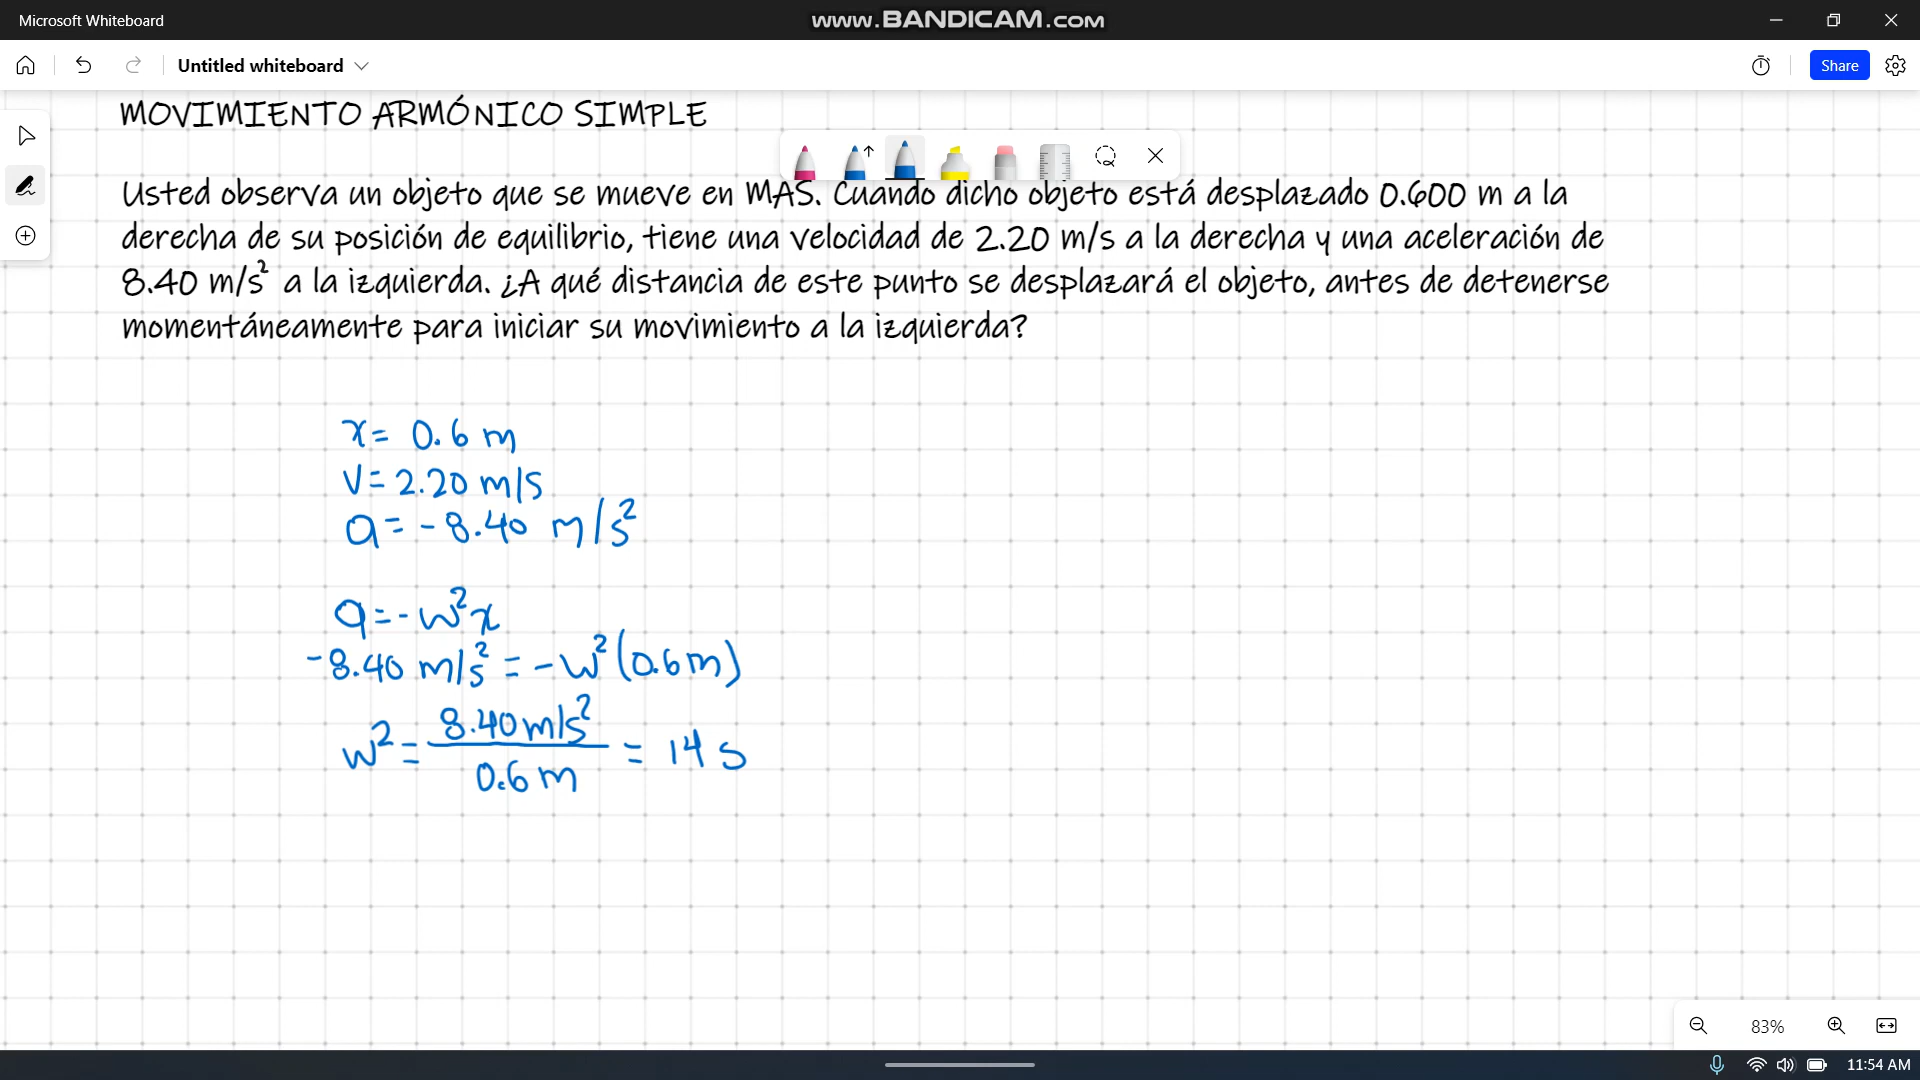 Microsoft Whiteboard
www.BANDICAM.com
Untitled whiteboard
Share
MOVIMIENTO ARMÓNICO SIMPLE
Usted observa un objeto que se mueve en MAS. Cuando dicho objeto está desplazado 0.600 m a la
derecha de su posición de equilibrio, tiene una velocidad de 2.20 m/s a la derecha y una aceleración de
8.40 m/s² a la izquierda. ¿A qué distancia de este punto se desplazará el objeto, antes de detenerse
momentáneamente para iniciar su movimiento a la izquierda?
x = 0.6 m
v = 2.20 m/s
a = - 8.40 m/s²
a = - w²x
-8.40 m/s² = - w² (0.6 m)
w² = 8.40 m/s² / 0.6 m = 14 s
83%
11:54 AM